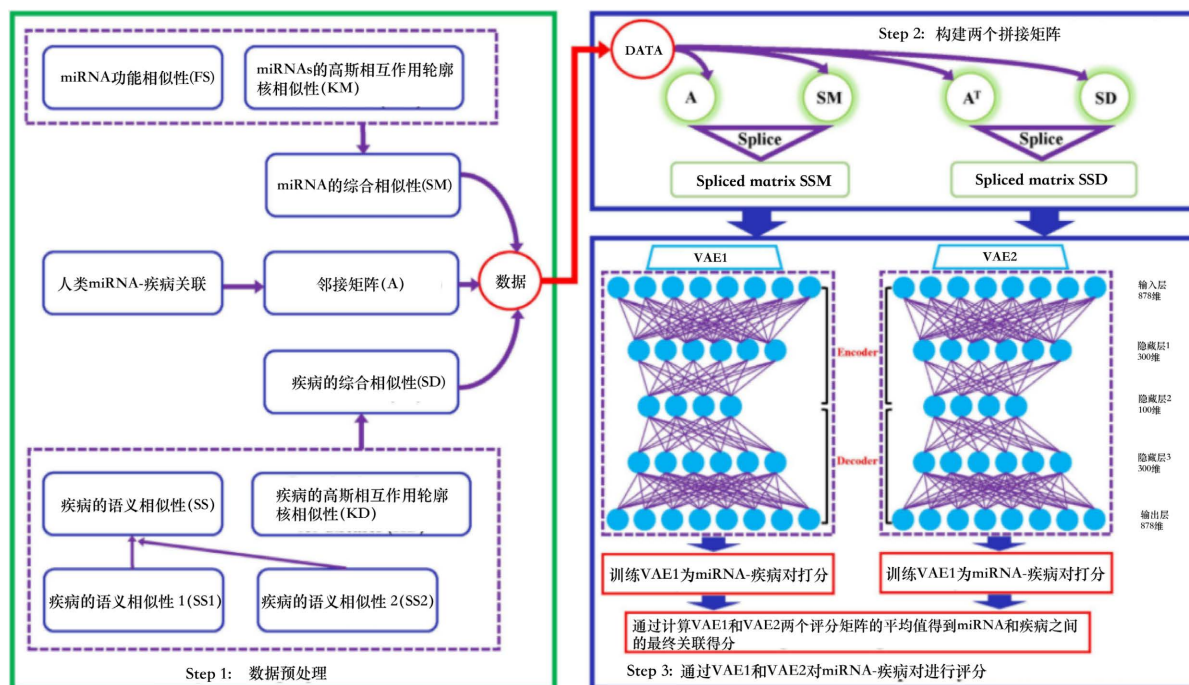 miRNA功能相似性(FS)
miRNAs的高斯相互作用轮廓
核相似性(KM)
miRNA的综合相似性(SM)
人类miRNA-疾病关联
邻接矩阵(A)
数据
疾病的综合相似性(SD)
疾病的语义相似性(SS)
疾病的高斯相互作用轮廓
核相似性(KD)
疾病的语义相似性 1(SS1)
疾病的语义相似性 2(SS2)
Step 1: 数据预处理
DATA
Step 2: 构建两个拼接矩阵
A
SM
Aᵀ
SD
Splice
Splice
Spliced matrix SSM
Spliced matrix SSD
VAE1
VAE2
输入层
878维
隐藏层1
300维
Encoder
隐藏层2
100维
Decoder
隐藏层3
300维
输出层
878维
训练VAE1为miRNA-疾病对打分
训练VAE1为miRNA-疾病对打分
通过计算VAE1和VAE2两个评分矩阵的平均值得到miRNA和疾病之间
的最终关联得分
Step 3: 通过VAE1和VAE2对miRNA-疾病对进行评分